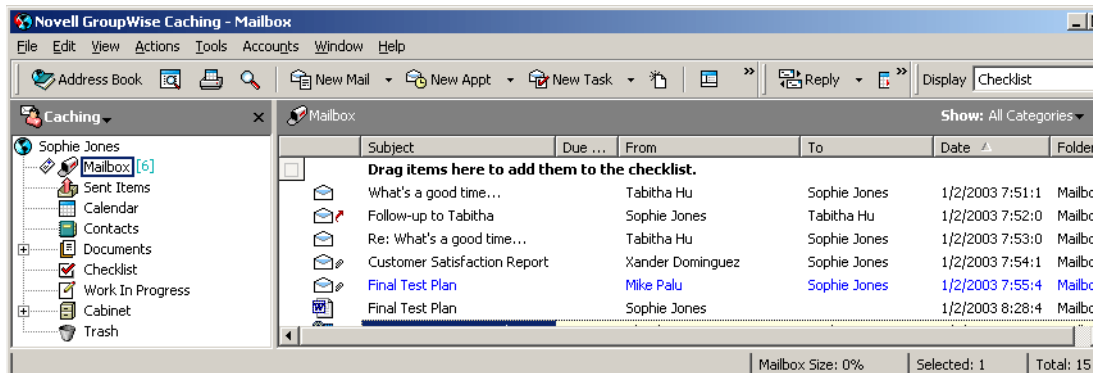 Novell GroupWise Caching - Mailbox
File Edit View Actions Tools Accounts Window Help
Address Book New Mail New Appt New Task » Reply » Display Checklist
Caching × Mailbox Show: All Categories
Sophie Jones
Mailbox [6]
Sent Items
Calendar
Contacts
Documents
Checklist
Work In Progress
Cabinet
Trash
Subject Due ... From To Date Folder
Drag items here to add them to the checklist.
What's a good time... Tabitha Hu Sophie Jones 1/2/2003 7:51:1 Mailbo
Follow-up to Tabitha Sophie Jones Tabitha Hu 1/2/2003 7:52:0 Mailbo
Re: What's a good time... Tabitha Hu Sophie Jones 1/2/2003 7:53:0 Mailbo
Customer Satisfaction Report Xander Dominguez Sophie Jones 1/2/2003 7:54:1 Mailbo
Final Test Plan Mike Palu Sophie Jones 1/2/2003 7:55:4 Mailbo
Final Test Plan Sophie Jones 1/2/2003 8:28:4 Mailbo
Mailbox Size: 0% Selected: 1 Total: 15